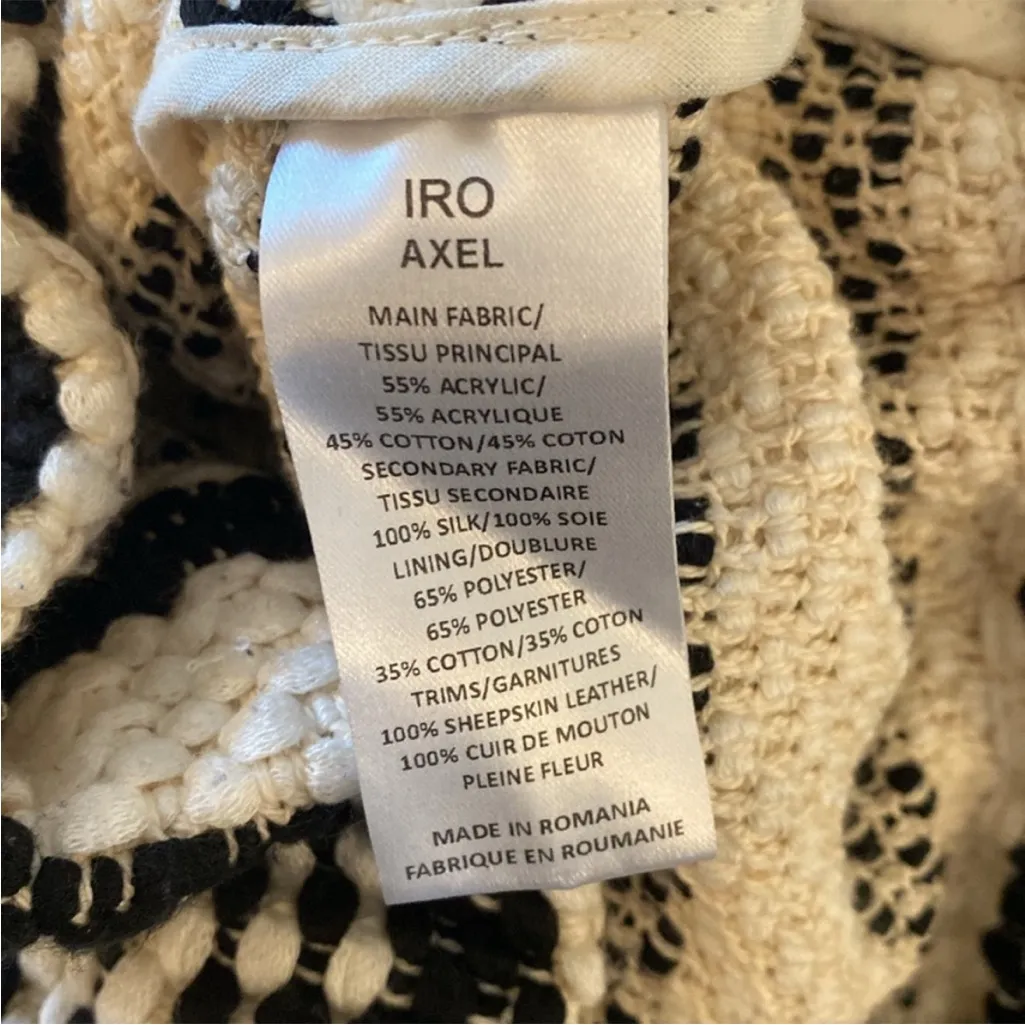 IRO
AXEL
MAIN FABRIC/
TISSU PRINCIPAL
55% ACRYLIC/
55% ACRYLIQUE
45% COTTON/45% COTON
SECONDARY FABRIC/
TISSU SECONDAIRE
100% SILK/100% SOIE
LINING/DOUBLURE
65% POLYESTER/
65% POLYESTER
35% COTTON/35% COTON
TRIMS/GARNITURES
100% SHEEPSKIN LEATHER/
100% CUIR DE MOUTON
PLEINE FLEUR
MADE IN ROMANIA
FABRIQUE EN ROUMANIE